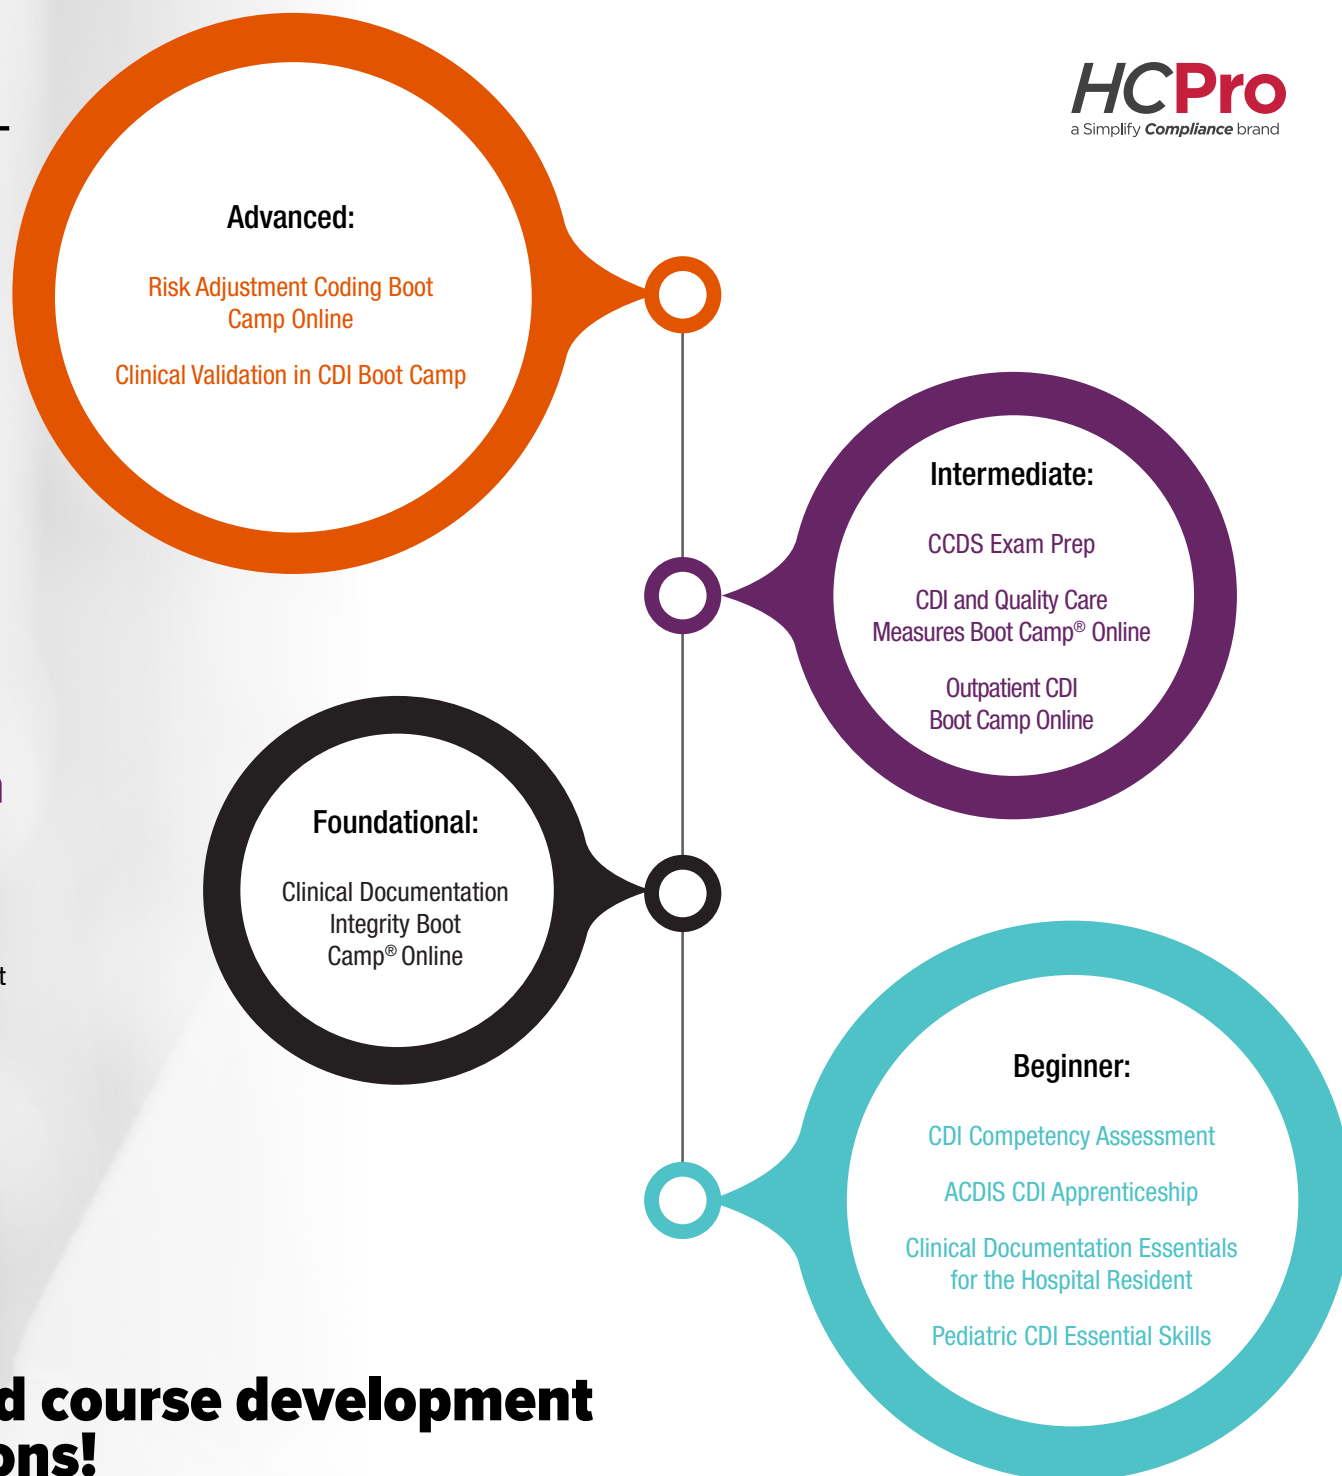 HCPro
a Simplify Compliance brand
Advanced:
Risk Adjustment Coding Boot
Camp Online
Clinical Validation in CDI Boot Camp
Intermediate:
CCDS Exam Prep
CDI and Quality Care
Measures Boot Camp® Online
Outpatient CDI
Boot Camp Online
Foundational:
Clinical Documentation
Integrity Boot
Camp® Online
Beginner:
CDI Competency Assessment
ACDIS CDI Apprenticeship
Clinical Documentation Essentials
for the Hospital Resident
Pediatric CDI Essential Skills
course development